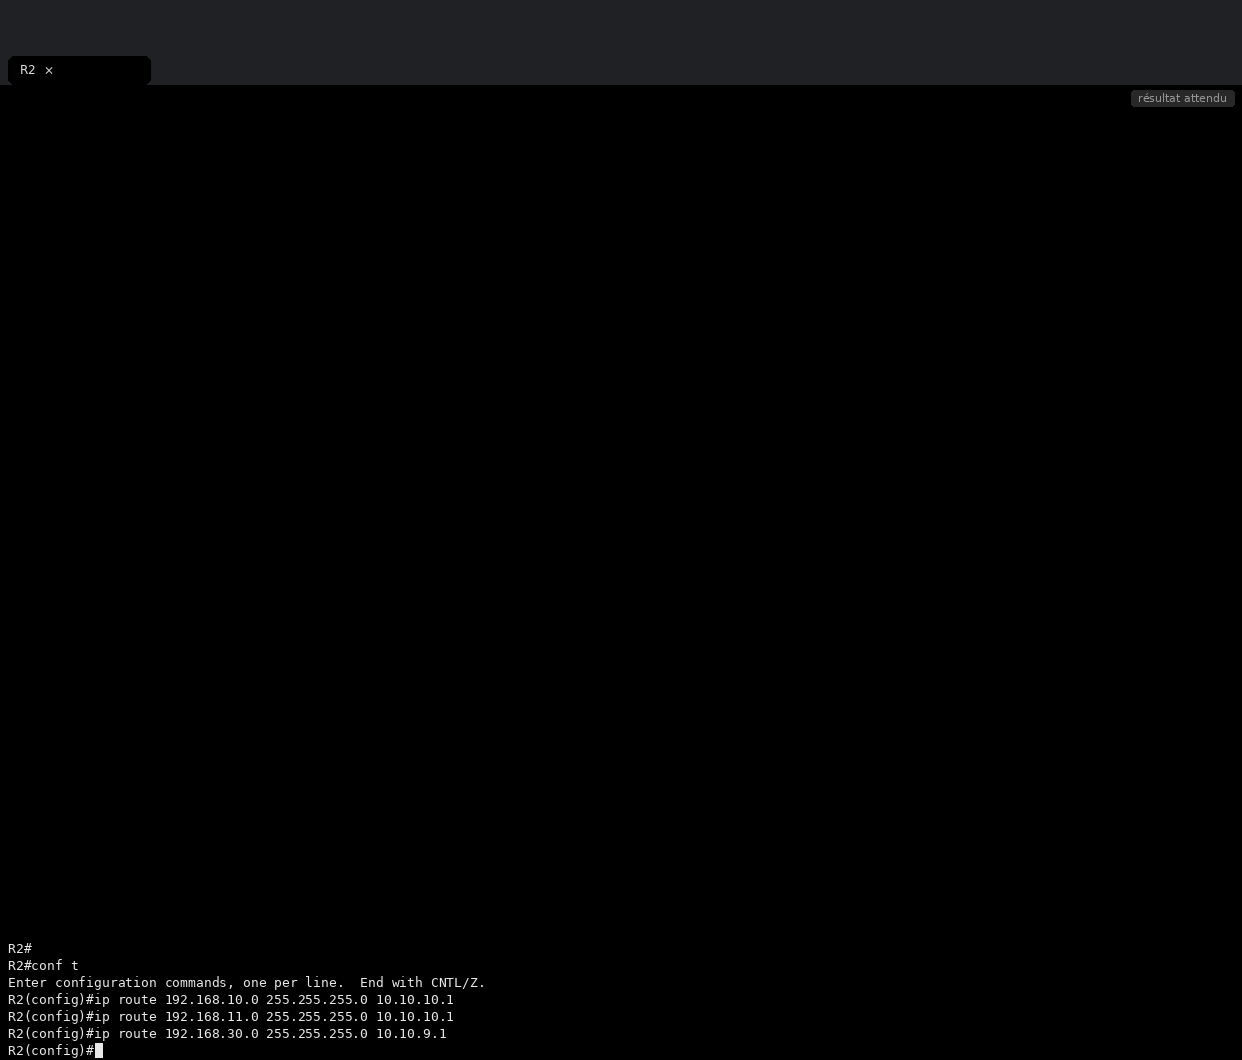 R2 ×
résultat attendu
R2#
R2#conf t
Enter configuration commands, one per line.  End with CNTL/Z.
R2(config)#ip route 192.168.10.0 255.255.255.0 10.10.10.1
R2(config)#ip route 192.168.11.0 255.255.255.0 10.10.10.1
R2(config)#ip route 192.168.30.0 255.255.255.0 10.10.9.1
R2(config)#